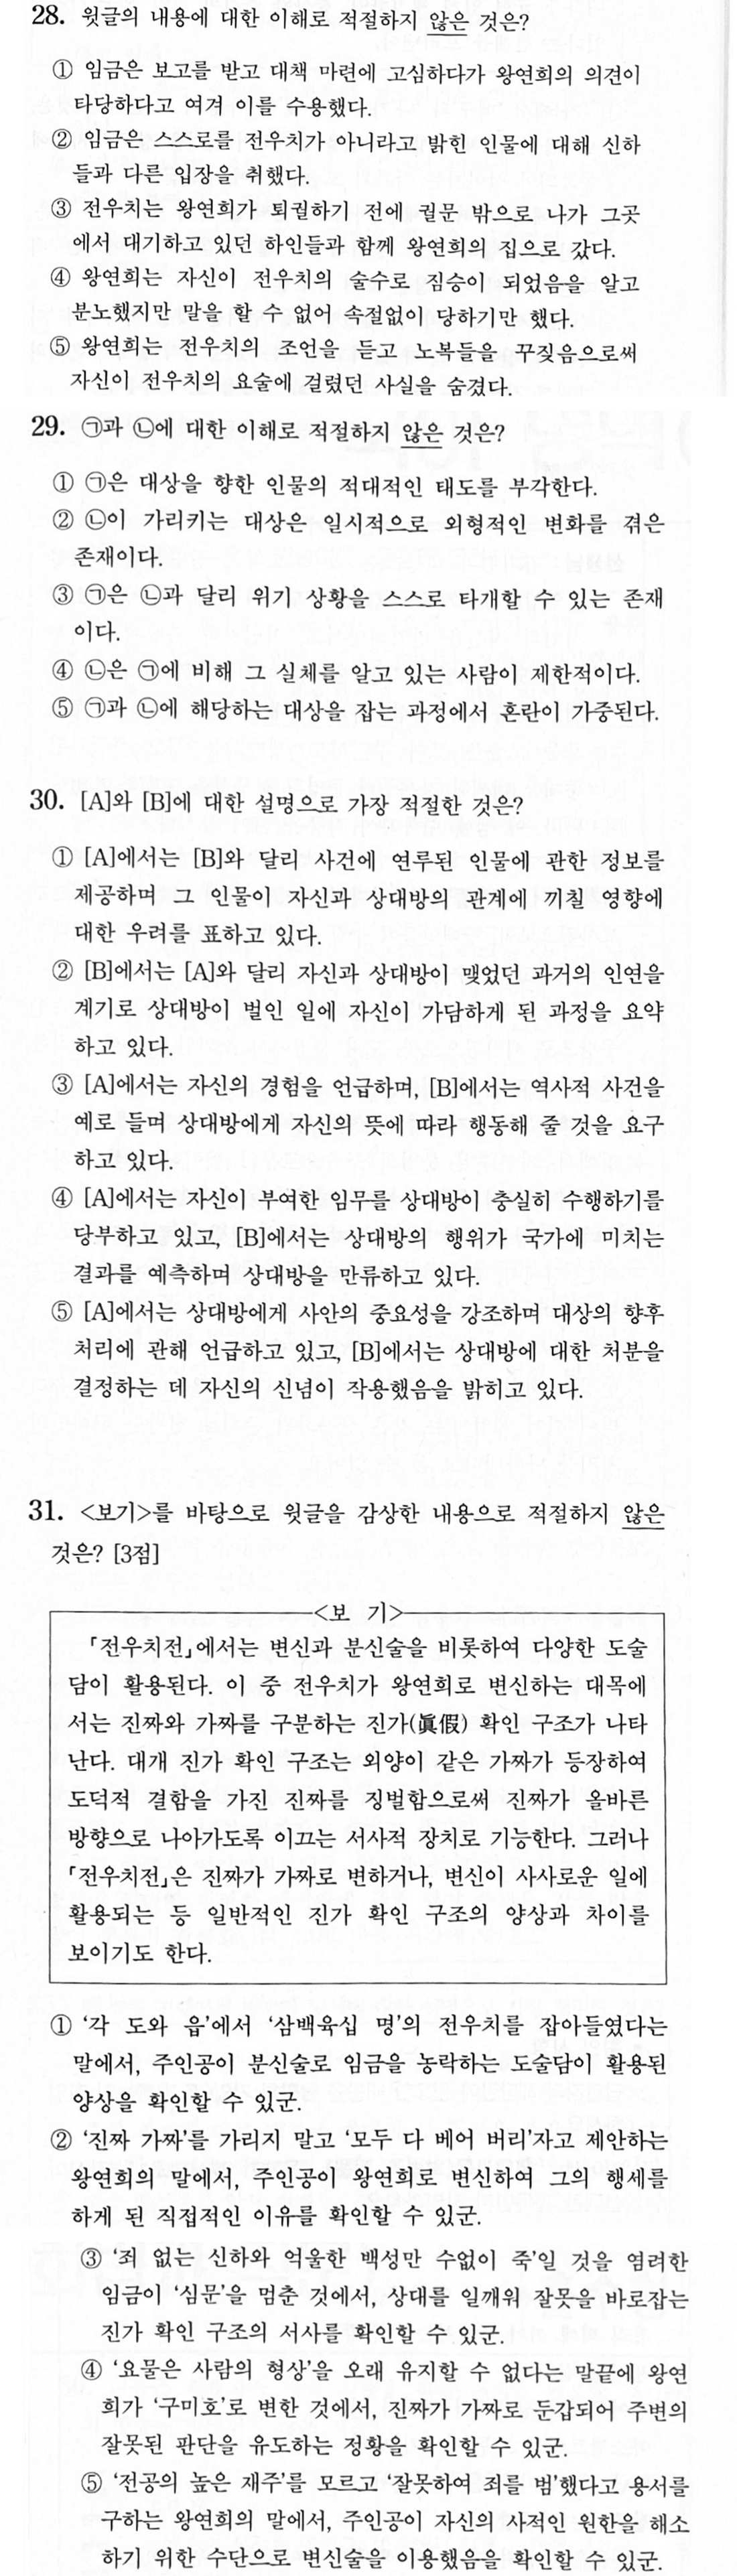 28. 윗글의 내용에 대한 이해로 적절하지 않은 것은?
① 임금은 보고를 받고 대책 마련에 고심하다가 왕연희의 의견이
타당하다고 여겨 이를 수용했다.
② 임금은 스스로를 전우치가 아니라고 밝힌 인물에 대해 신하
들과 다른 입장을 취했다.
③ 전우치는 왕연희가 퇴궐하기 전에 궐문 밖으로 나가 그곳
에서 대기하고 있던 하인들과 함께 왕연희의 집으로 갔다.
④ 왕연희는 자신이 전우치의 술수로 짐승이 되었음을 알고
분노했지만 말을 할 수 없어 속절없이 당하기만 했다.
⑤ 왕연희는 전우치의 조언을 듣고 노복들을 꾸짖음으로써
자신이 전우치의 요술에 걸렸던 사실을 숨겼다.
29. ㉠과 ㉡에 대한 이해로 적절하지 않은 것은?
① ㉠은 대상을 향한 인물의 적대적인 태도를 부각한다.
② ㉡이 가리키는 대상은 일시적으로 외형적인 변화를 겪은
존재이다.
③ ㉠은 ㉡과 달리 위기 상황을 스스로 타개할 수 있는 존재
이다.
④ ㉡은 ㉠에 비해 그 실체를 알고 있는 사람이 제한적이다.
⑤ ㉠과 ㉡에 해당하는 대상을 잡는 과정에서 혼란이 가중된다.
30. [A]와 [B]에 대한 설명으로 가장 적절한 것은?
① [A]에서는 [B]와 달리 사건에 연루된 인물에 관한 정보를
제공하며 그 인물이 자신과 상대방의 관계에 끼칠 영향에
대한 우려를 표하고 있다.
② [B]에서는 [A]와 달리 자신과 상대방이 맺었던 과거의 인연을
계기로 상대방이 벌인 일에 자신이 가담하게 된 과정을 요약
하고 있다.
③ [A]에서는 자신의 경험을 언급하며, [B]에서는 역사적 사건을
예로 들며 상대방에게 자신의 뜻에 따라 행동해 줄 것을 요구
하고 있다.
④ [A]에서는 자신이 부여한 임무를 상대방이 충실히 수행하기를
당부하고 있고, [B]에서는 상대방의 행위가 국가에 미치는
결과를 예측하며 상대방을 만류하고 있다.
⑤ [A]에서는 상대방에게 사안의 중요성을 강조하며 대상의 향후
처리에 관해 언급하고 있고, [B]에서는 상대방에 대한 처분을
결정하는 데 자신의 신념이 작용했음을 밝히고 있다.
31. <보기>를 바탕으로 윗글을 감상한 내용으로 적절하지 않은
것은? [3점]
<보 기>
「전우치전」에서는 변신과 분신술을 비롯하여 다양한 도술
담이 활용된다. 이 중 전우치가 왕연희로 변신하는 대목에
서는 진짜와 가짜를 구분하는 진가(眞假) 확인 구조가 나타
난다. 대개 진가 확인 구조는 외양이 같은 가짜가 등장하여
도덕적 결함을 가진 진짜를 징벌함으로써 진짜가 올바른
방향으로 나아가도록 이끄는 서사적 장치로 기능한다. 그러나
「전우치전」은 진짜가 가짜로 변하거나, 변신이 사사로운 일에
활용되는 등 일반적인 진가 확인 구조의 양상과 차이를
보이기도 한다.
① ‘각 도와 읍’에서 ‘삼백육십 명’의 전우치를 잡아들였다는
말에서, 주인공이 분신술로 임금을 농락하는 도술담이 활용된
양상을 확인할 수 있군.
② ‘진짜 가짜’를 가리지 말고 ‘모두 다 베어 버리’자고 제안하는
왕연희의 말에서, 주인공이 왕연희로 변신하여 그의 행세를
하게 된 직접적인 이유를 확인할 수 있군.
③ ‘죄 없는 신하와 억울한 백성만 수없이 죽’일 것을 염려한
임금이 ‘심문’을 멈춘 것에서, 상대를 일깨워 잘못을 바로잡는
진가 확인 구조의 서사를 확인할 수 있군.
④ ‘요물은 사람의 형상’을 오래 유지할 수 없다는 말끝에 왕연
희가 ‘구미호’로 변한 것에서, 진짜가 가짜로 둔갑되어 주변의
잘못된 판단을 유도하는 정황을 확인할 수 있군.
⑤ ‘전공의 높은 재주’를 모르고 ‘잘못하여 죄를 범’했다고 용서를
구하는 왕연희의 말에서, 주인공이 자신의 사적인 원한을 해소
하기 위한 수단으로 변신술을 이용했음을 확인할 수 있군.